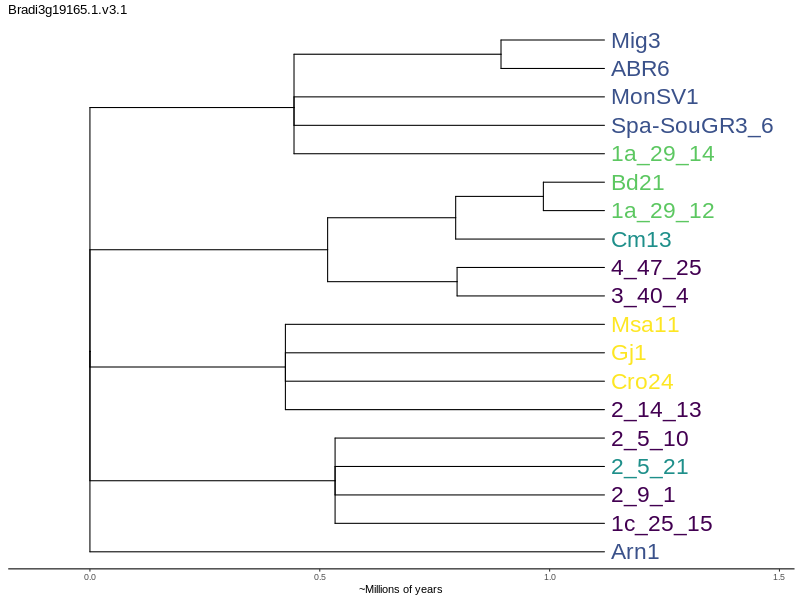 Bradi3g19165.1.v3.1
Mig3
ABR6
MonSV1
Spa-SouGR3_6
1a_29_14
Bd21
1a_29_12
Cm13
4_47_25
3_40_4
Msa11
Gj1
Cro24
2_14_13
2_5_10
2_5_21
2_9_1
1c_25_15
Arn1
0.0 0.5 1.0 1.5
~Millions of years